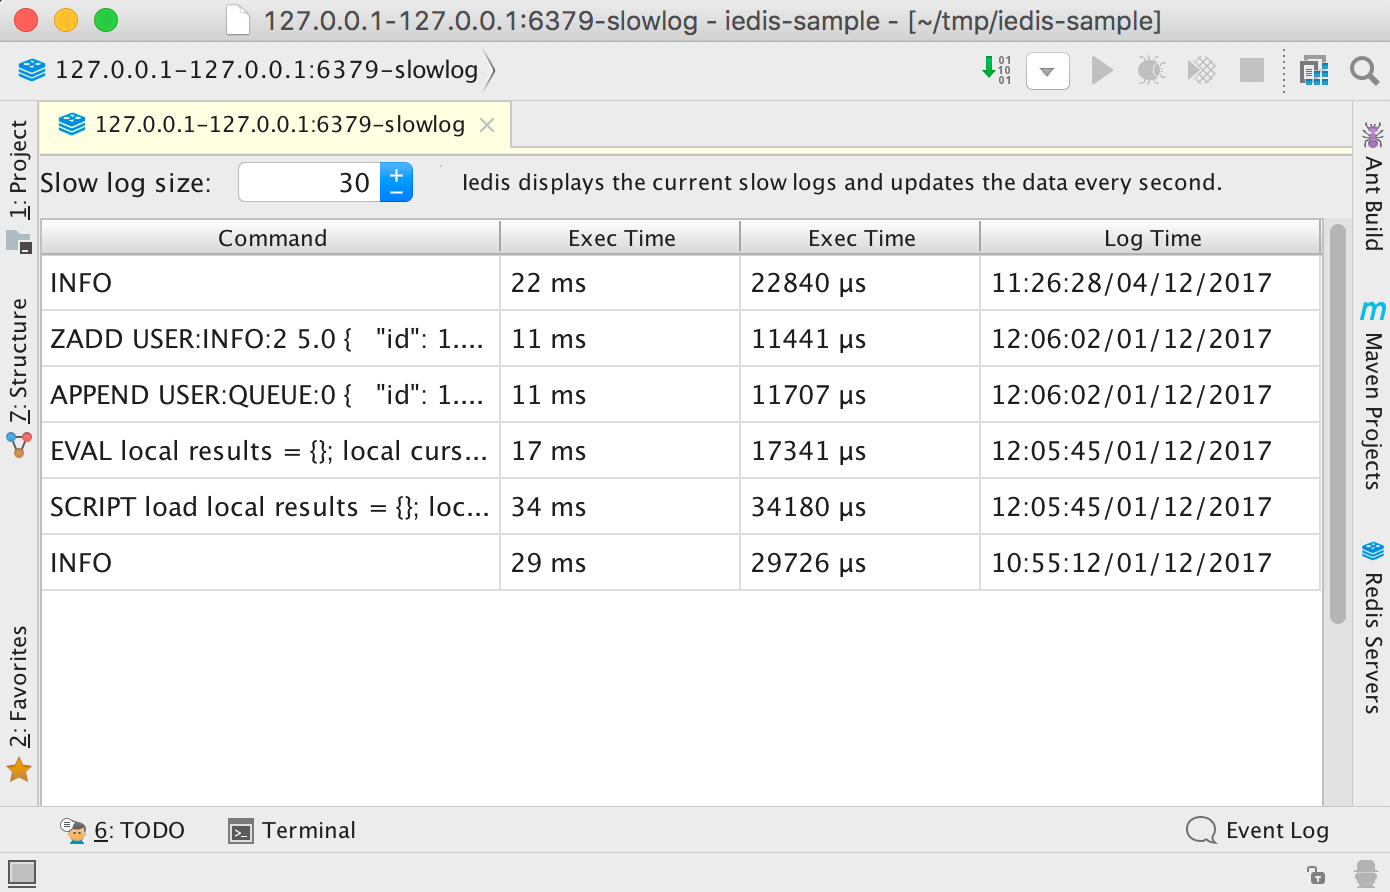 127.0.0.1-127.0.0.1:6379-slowlog - iedis-sample - [~/tmp/iedis-sample]
127.0.0.1-127.0.0.1:6379-slowlog
01
10
01
127.0.0.1-127.0.0.1:6379-slowlog
Slow log size: 30 Iedis displays the current slow logs and updates the data every second.
Command Exec Time Exec Time Log Time
INFO 22 ms 22840 µs 11:26:28/04/12/2017
ZADD USER:INFO:2 5.0 { "id": 1.... 11 ms 11441 µs 12:06:02/01/12/2017
APPEND USER:QUEUE:0 { "id": 1.... 11 ms 11707 µs 12:06:02/01/12/2017
EVAL local results = {}; local curs... 17 ms 17341 µs 12:05:45/01/12/2017
SCRIPT load local results = {}; loc... 34 ms 34180 µs 12:05:45/01/12/2017
INFO 29 ms 29726 µs 10:55:12/01/12/2017
1: Project
7: Structure
2: Favorites
Ant Build
m
Maven Projects
Redis Servers
6: TODO Terminal Event Log